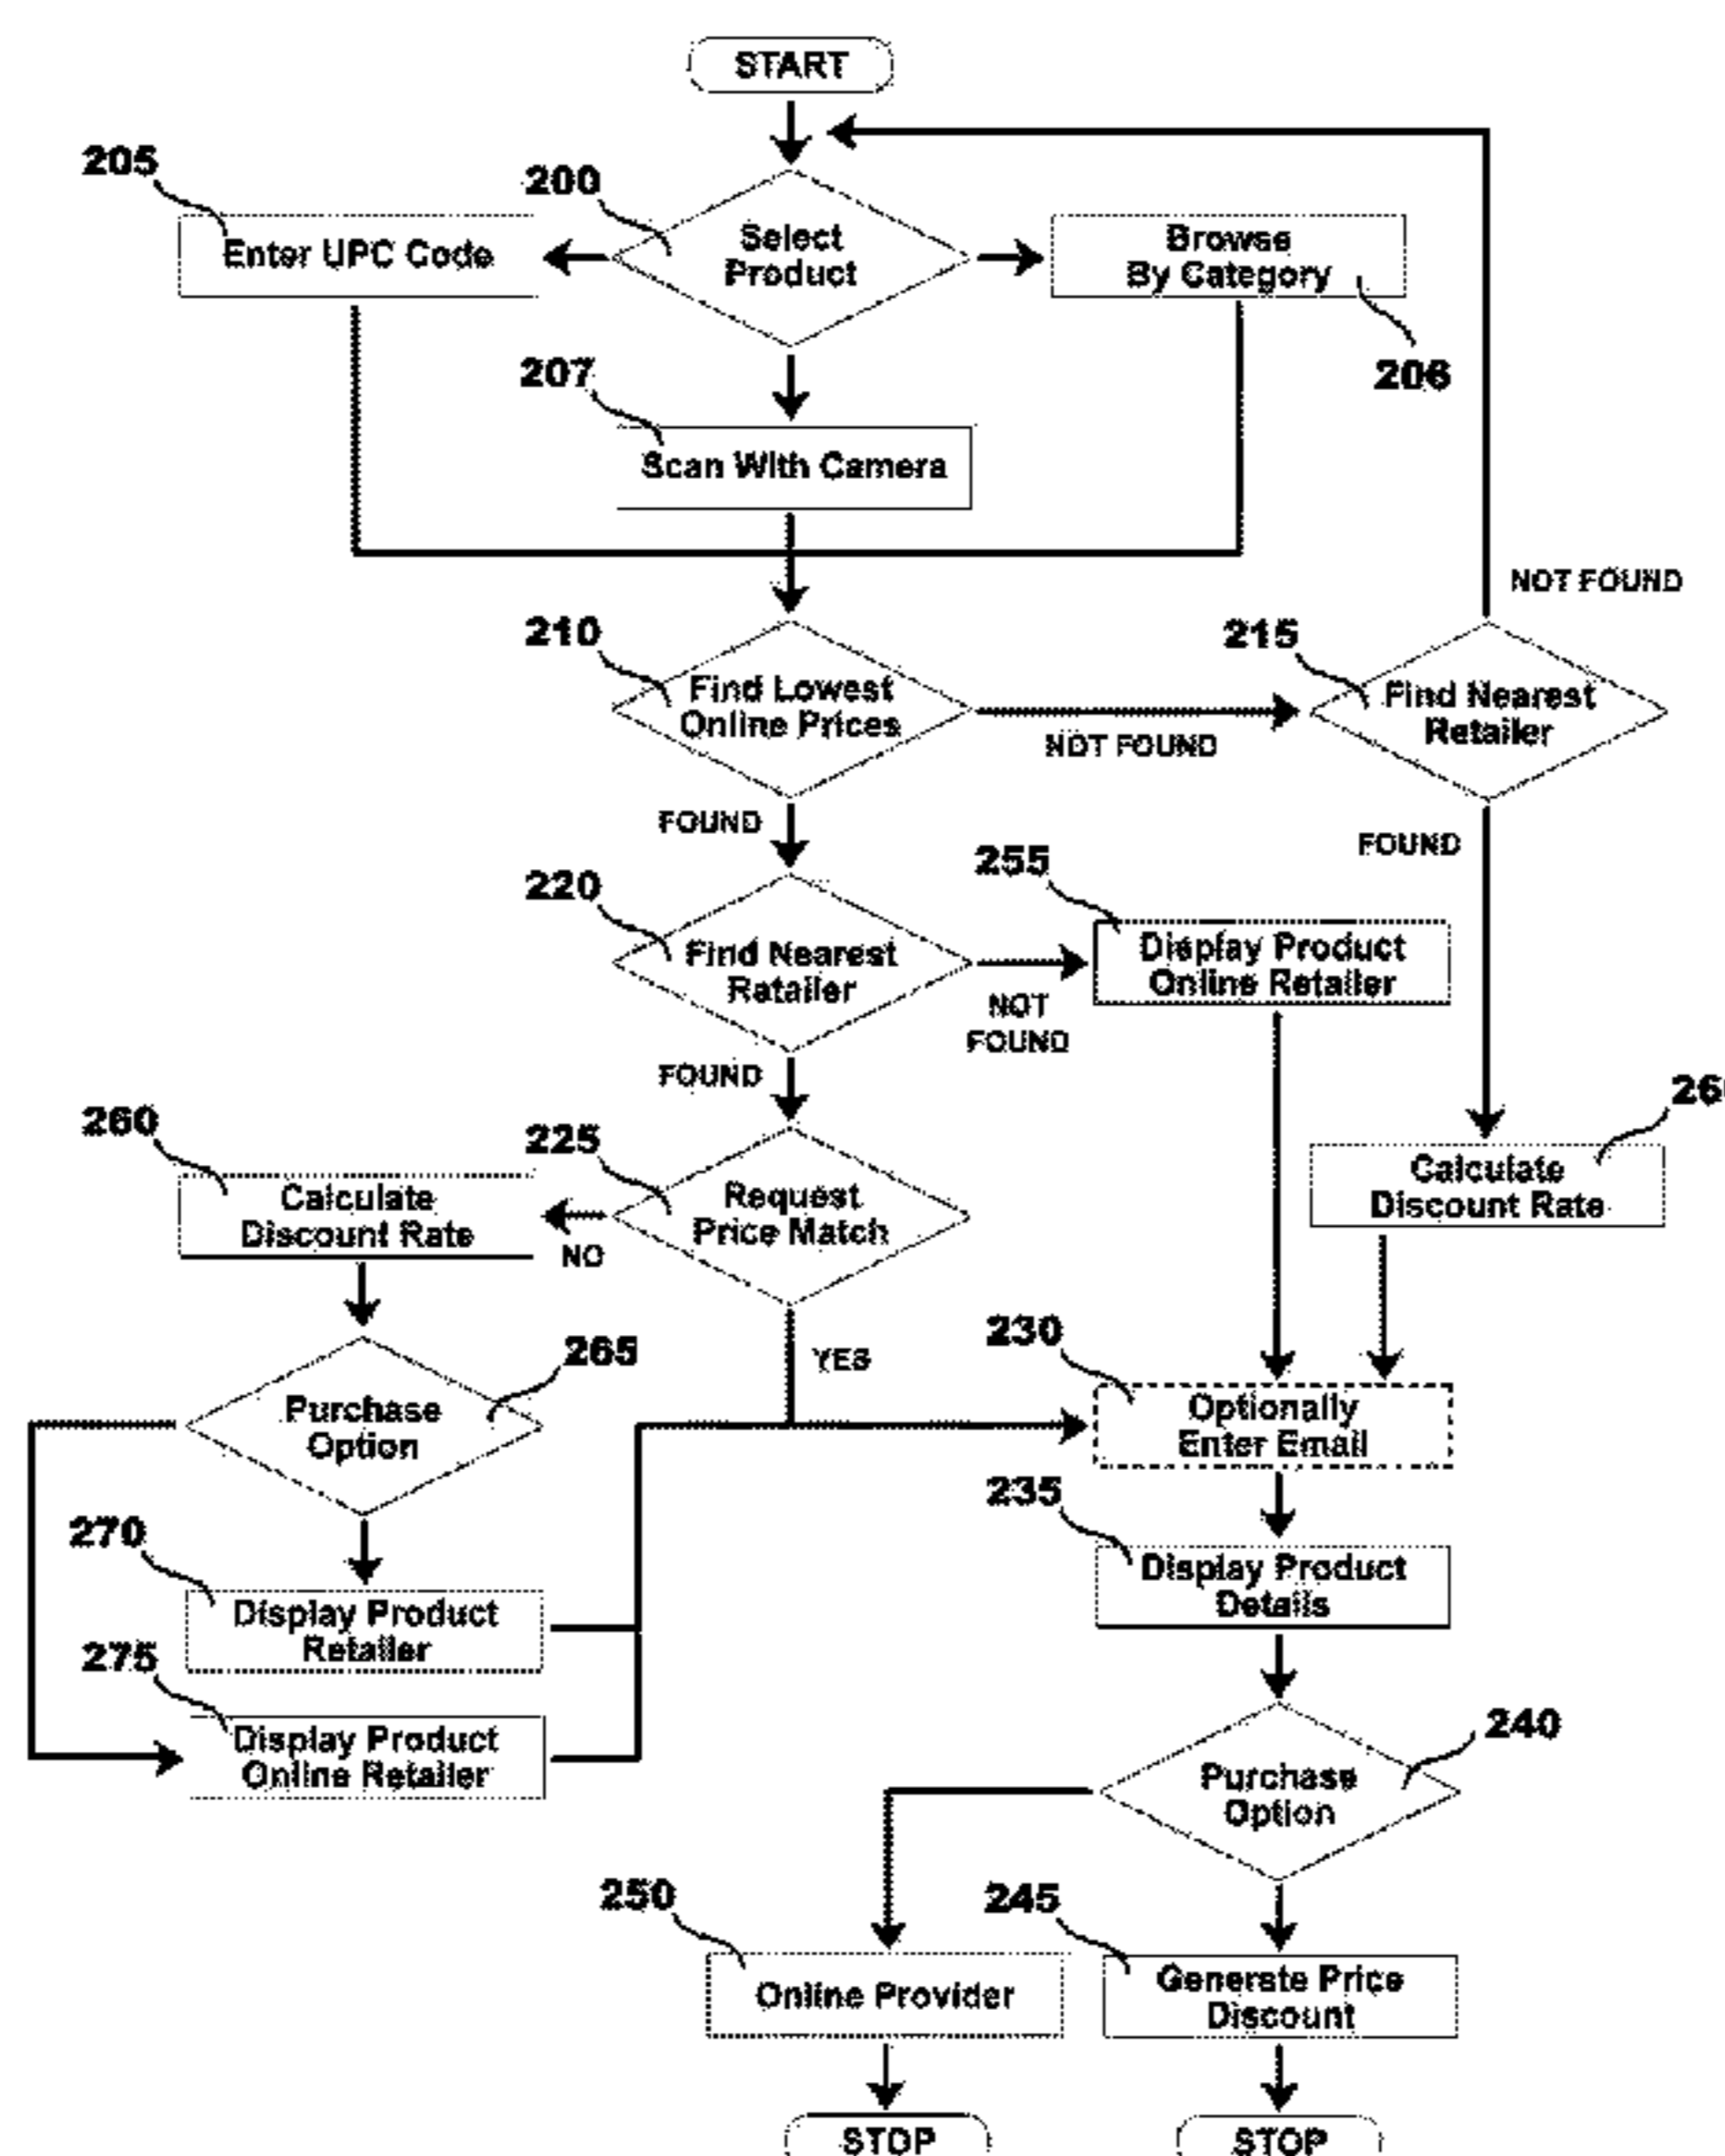 START
205
200
Enter UPC Code
Select
Product
Browse
By Category
207
206
Scan With Camera
NOT FOUND
210
215
Find Lowest
Online Prices
Find Nearest
Retailer
NOT FOUND
FOUND
FOUND
220
255
Find Nearest
Retailer
Display Product
Online Retailer
NOT
FOUND
FOUND
260
225
Calculate
Discount Rate
Request
Price Match
Calculate
Discount Rate
NO
YES
265
230
Purchase
Option
Optionally
Enter Email
235
270
Display Product
Retailer
Display Product
Details
275
Display Product
Online Retailer
240
Purchase
Option
250
245
Online Provider
Generate Price
Discount
STOP
STOP